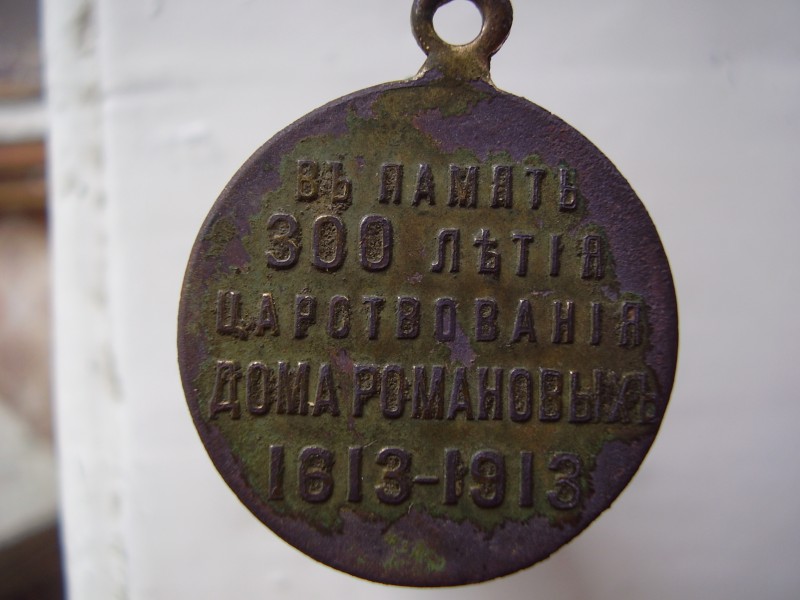 ВЪ ПАМЯТЬ
300 ЛѢТІЯ
ЦАРСТВОВАНІЯ
ДОМА РОМАНОВЫХЪ
1613-1913